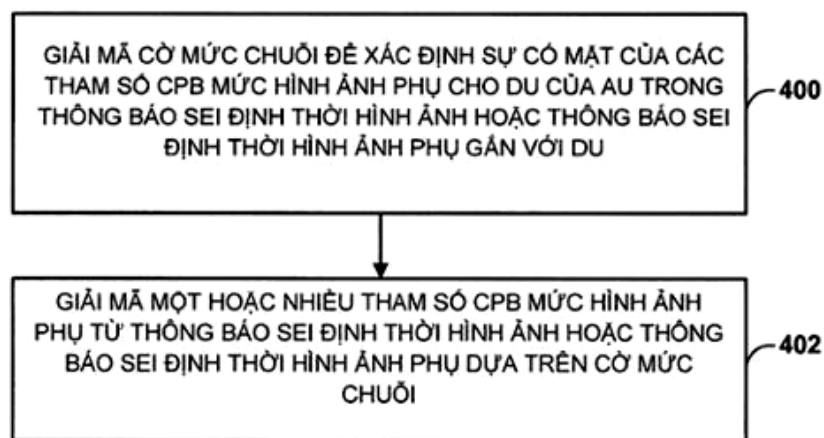 GIẢI MÃ CỜ MỨC CHUỖI ĐỂ XÁC ĐỊNH SỰ CÓ MẶT CỦA CÁC
THAM SỐ CPB MỨC HÌNH ẢNH PHỤ CHO DU CỦA AU TRONG
THÔNG BÁO SEI ĐỊNH THỜI HÌNH ẢNH HOẶC THÔNG BÁO SEI
ĐỊNH THỜI HÌNH ẢNH PHỤ GẮN VỚI DU
400
GIẢI MÃ MỘT HOẶC NHIỀU THAM SỐ CPB MỨC HÌNH ẢNH
PHỤ TỪ THÔNG BÁO SEI ĐỊNH THỜI HÌNH ẢNH HOẶC THÔNG
BÁO SEI ĐỊNH THỜI HÌNH ẢNH PHỤ DỰA TRÊN CỜ MỨC
CHUỖI
402